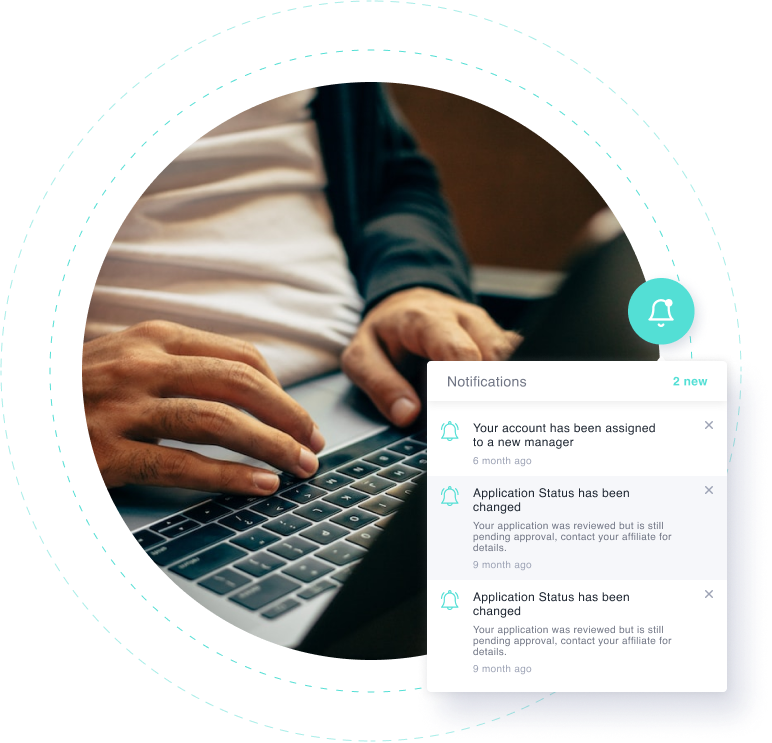 Notifications 2 new
Your account has been assigned
to a new manager
6 month ago
Application Status has been
changed
Your application was reviewed but is still
pending approval, contact your affiliate for
details.
9 month ago
Application Status has been
changed
Your application was reviewed but is still
pending approval, contact your affiliate for
details.
9 month ago